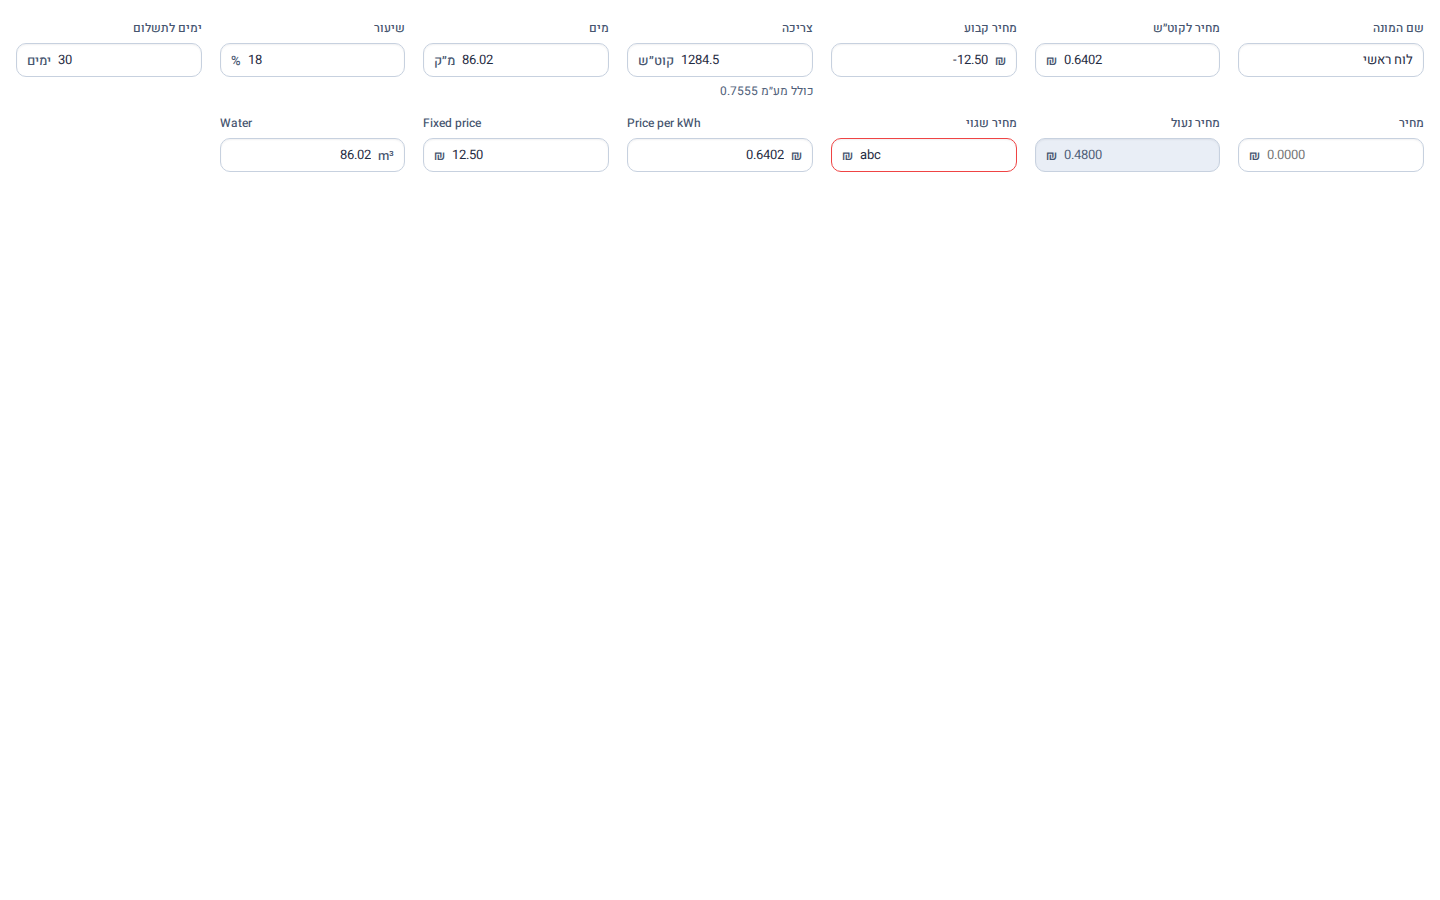 שם המונה
לוח ראשי
מחיר לקוט״ש
0.6402 ₪
מחיר קבוע
-12.50 ₪
צריכה
1284.5 קוט״ש
כולל מע״מ 0.7555
מים
86.02 מ״ק
שיעור
18 %
ימים לתשלום
30 ימים
מחיר
0.0000 ₪
מחיר נעול
0.4800 ₪
מחיר שגוי
abc ₪
Price per kWh
0.6402 ₪
Fixed price
₪ 12.50
Water
86.02 m³